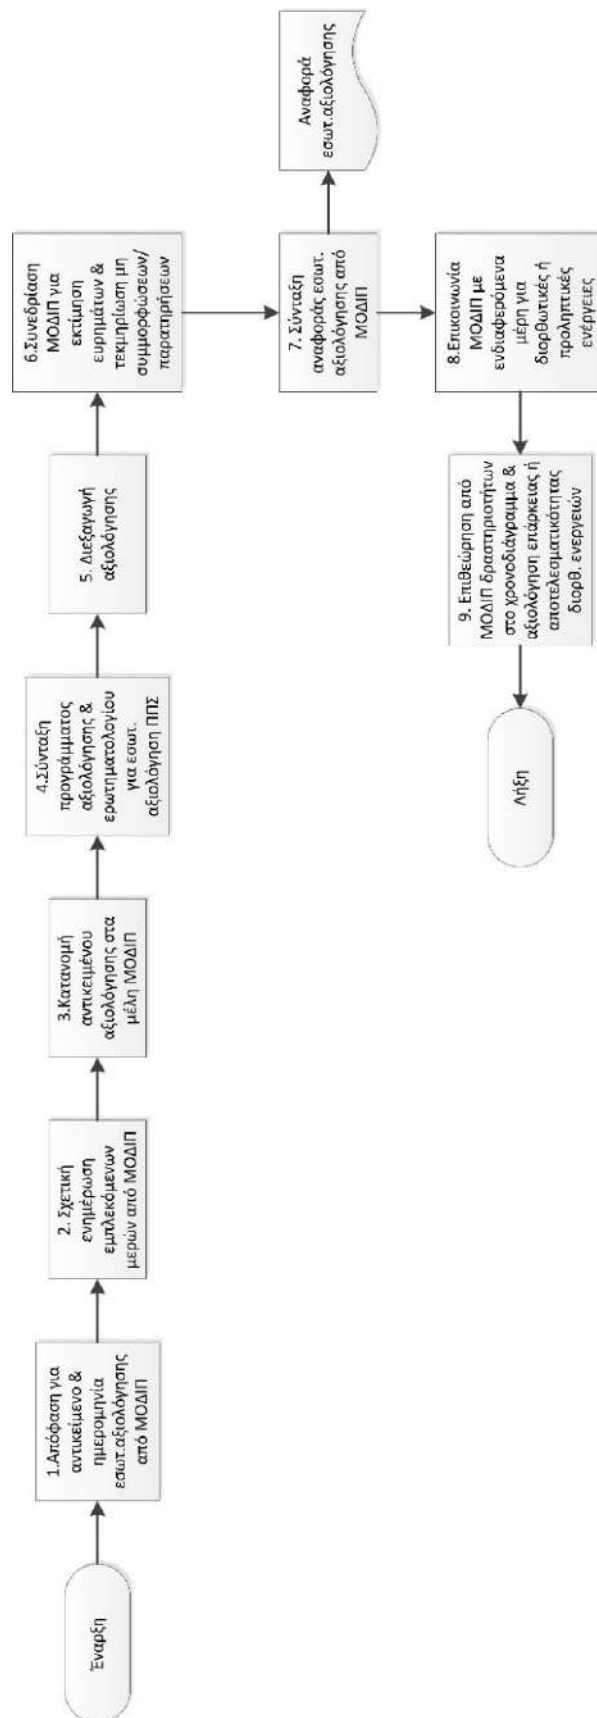 Έναρξη
1.Απόφαση για
αντικείμενο &
ημερομηνία
εσωτ.αξιολόγησης
από ΜΟΔΙΠ
2. Σχετική
ενημέρωση
εμπλεκόμενων
μερών από ΜΟΔΙΠ
3.Κατανομή
αντικειμένου
αξιολόγησης στα
μέλη ΜΟΔΙΠ
4.Σύνταξη
προγράμματος
αξιολόγησης &
ερωτηματολογίου
για εσωτ.
αξιολόγηση ΠΠΣ
5. Διεξαγωγή
αξιολόγησης
6.Συνεδρίαση
ΜΟΔΙΠ για
εκτίμηση
ευρημάτων &
τεκμηρίωση μη
συμμορφώσεων/
παρατηρήσεων
7. Σύνταξη
αναφοράς εσωτ.
αξιολόγησης από
ΜΟΔΙΠ
Αναφορά
εσωτ.αξιολόγησης
8.Επικοινωνία
ΜΟΔΙΠ με
ενδιαφερόμενα
μέρη για
διορθωτικές ή
προληπτικές
ενέργειες
9. Επιθεώρηση από
ΜΟΔΙΠ δραστηριοτήτων
στο χρονοδιάγραμμα &
αξιολόγηση επάρκειας ή
αποτελεσματικότητας
διορθ. ενεργειών
Λήξη